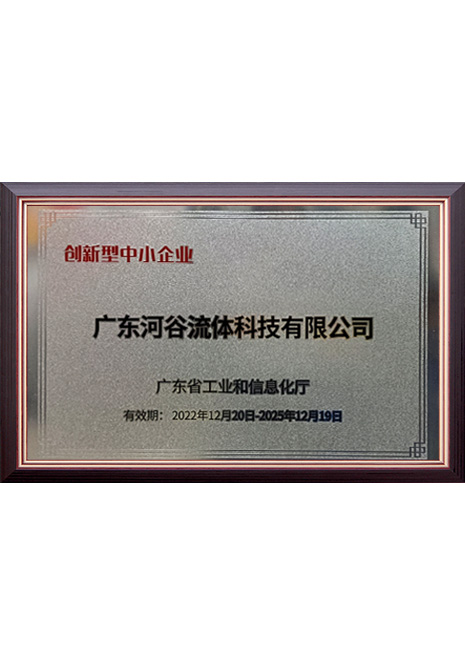 创新型中小企业
广东河谷流体科技有限公司
广东省工业和信息化厅
有效期： 2022年12月20日-2025年12月19日